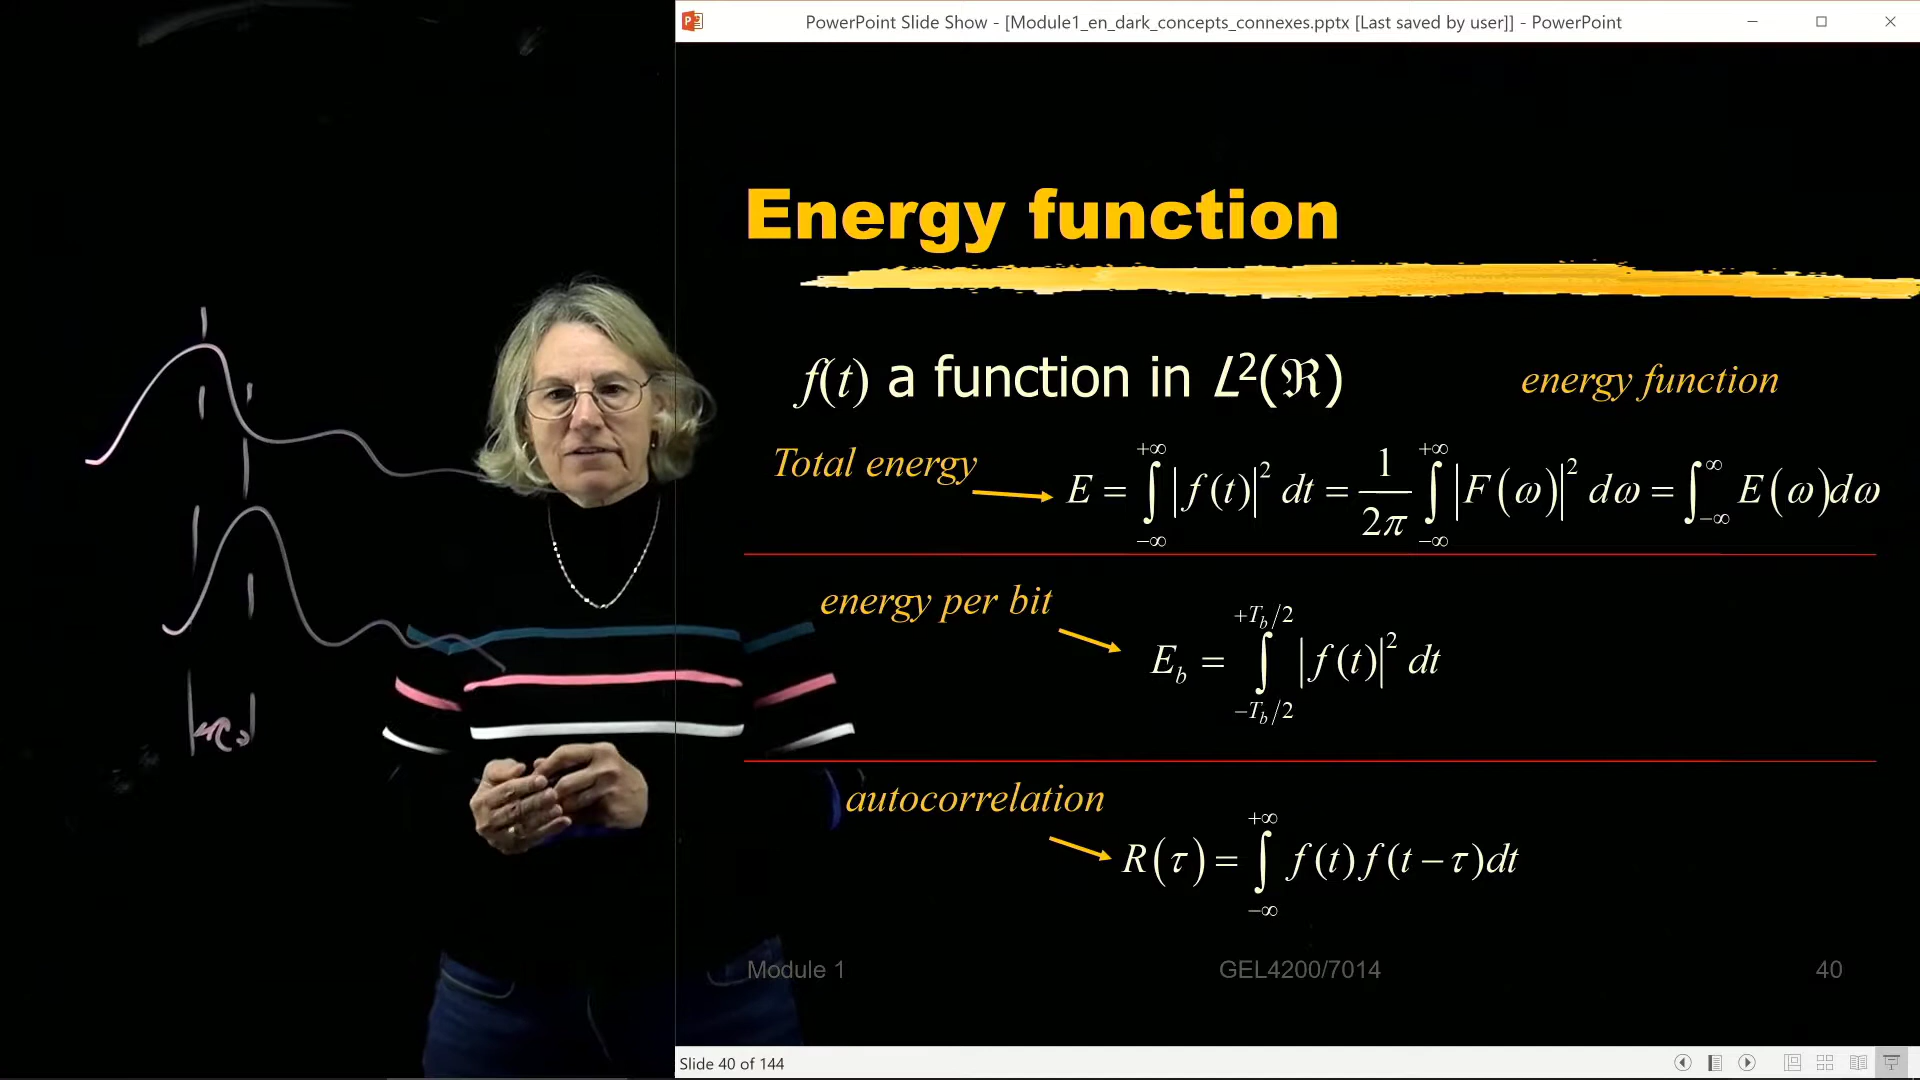 PowerPoint Slide Show - [Module1_en_dark_concepts_connexes.pptx [Last saved by user]] - PowerPoint
Energy function
f(t) a function in L²(ℜ)
energy function
Total energy
E = ∫_{−∞}^{+∞} |f(t)|² dt = 1/2π ∫_{−∞}^{+∞} |F(ω)|² dω = ∫_{−∞}^{∞} E(ω)dω
energy per bit
E_b = ∫_{−T_b/2}^{+T_b/2} |f(t)|² dt
autocorrelation
R(τ) = ∫_{−∞}^{+∞} f(t) f(t − τ)dt
Module 1
GEL4200/7014
40
Slide 40 of 144